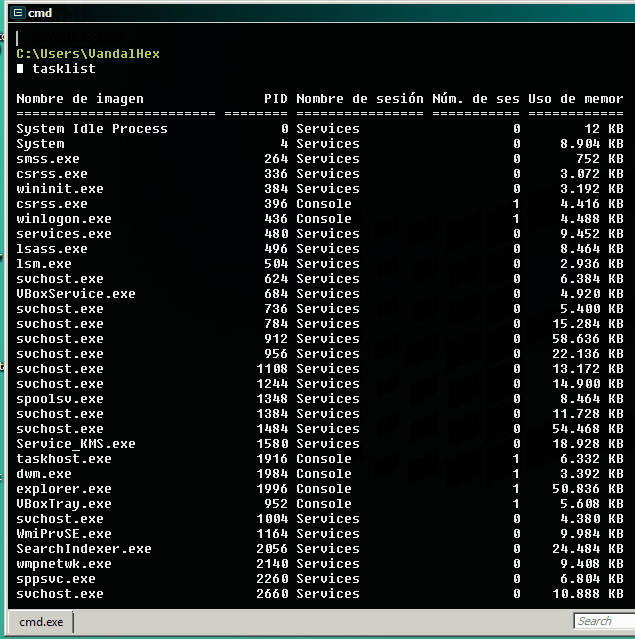 cmd
C:\Users\VandalHex
tasklist
Nombre de imagen PID Nombre de sesión Núm. de ses Uso de memor
========================= ======== ================ =========== ============
System Idle Process 0 Services 0 12 KB
System 4 Services 0 8.904 KB
smss.exe 264 Services 0 752 KB
csrss.exe 336 Services 0 3.072 KB
wininit.exe 384 Services 0 3.192 KB
csrss.exe 396 Console 1 4.416 KB
winlogon.exe 436 Console 1 4.488 KB
services.exe 480 Services 0 9.452 KB
lsass.exe 496 Services 0 8.464 KB
lsm.exe 504 Services 0 2.936 KB
svchost.exe 624 Services 0 6.384 KB
VBoxService.exe 684 Services 0 4.920 KB
svchost.exe 736 Services 0 5.400 KB
svchost.exe 784 Services 0 15.284 KB
svchost.exe 912 Services 0 58.636 KB
svchost.exe 956 Services 0 22.136 KB
svchost.exe 1108 Services 0 13.172 KB
svchost.exe 1244 Services 0 14.900 KB
spoolsv.exe 1348 Services 0 8.464 KB
svchost.exe 1384 Services 0 11.728 KB
svchost.exe 1484 Services 0 54.468 KB
Service_KMS.exe 1580 Services 0 18.928 KB
taskhost.exe 1916 Console 1 6.332 KB
dwm.exe 1984 Console 1 3.392 KB
explorer.exe 1996 Console 1 50.836 KB
VBoxTray.exe 952 Console 1 5.608 KB
svchost.exe 1004 Services 0 4.380 KB
WmiPrvSE.exe 1164 Services 0 9.984 KB
SearchIndexer.exe 2056 Services 0 24.484 KB
wmpnetwk.exe 2140 Services 0 9.408 KB
sppsvc.exe 2260 Services 0 6.804 KB
svchost.exe 2660 Services 0 10.888 KB
cmd.exe Search